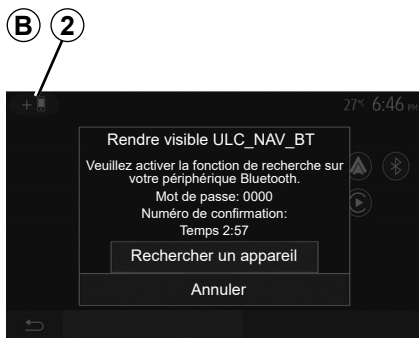 B 2
27°C 6:46 PM
Rendre visible ULC_NAV_BT
Veuillez activer la fonction de recherche sur
votre périphérique Bluetooth.
Mot de passe: 0000
Numéro de confirmation:
Temps 2:57
Rechercher un appareil
Annuler